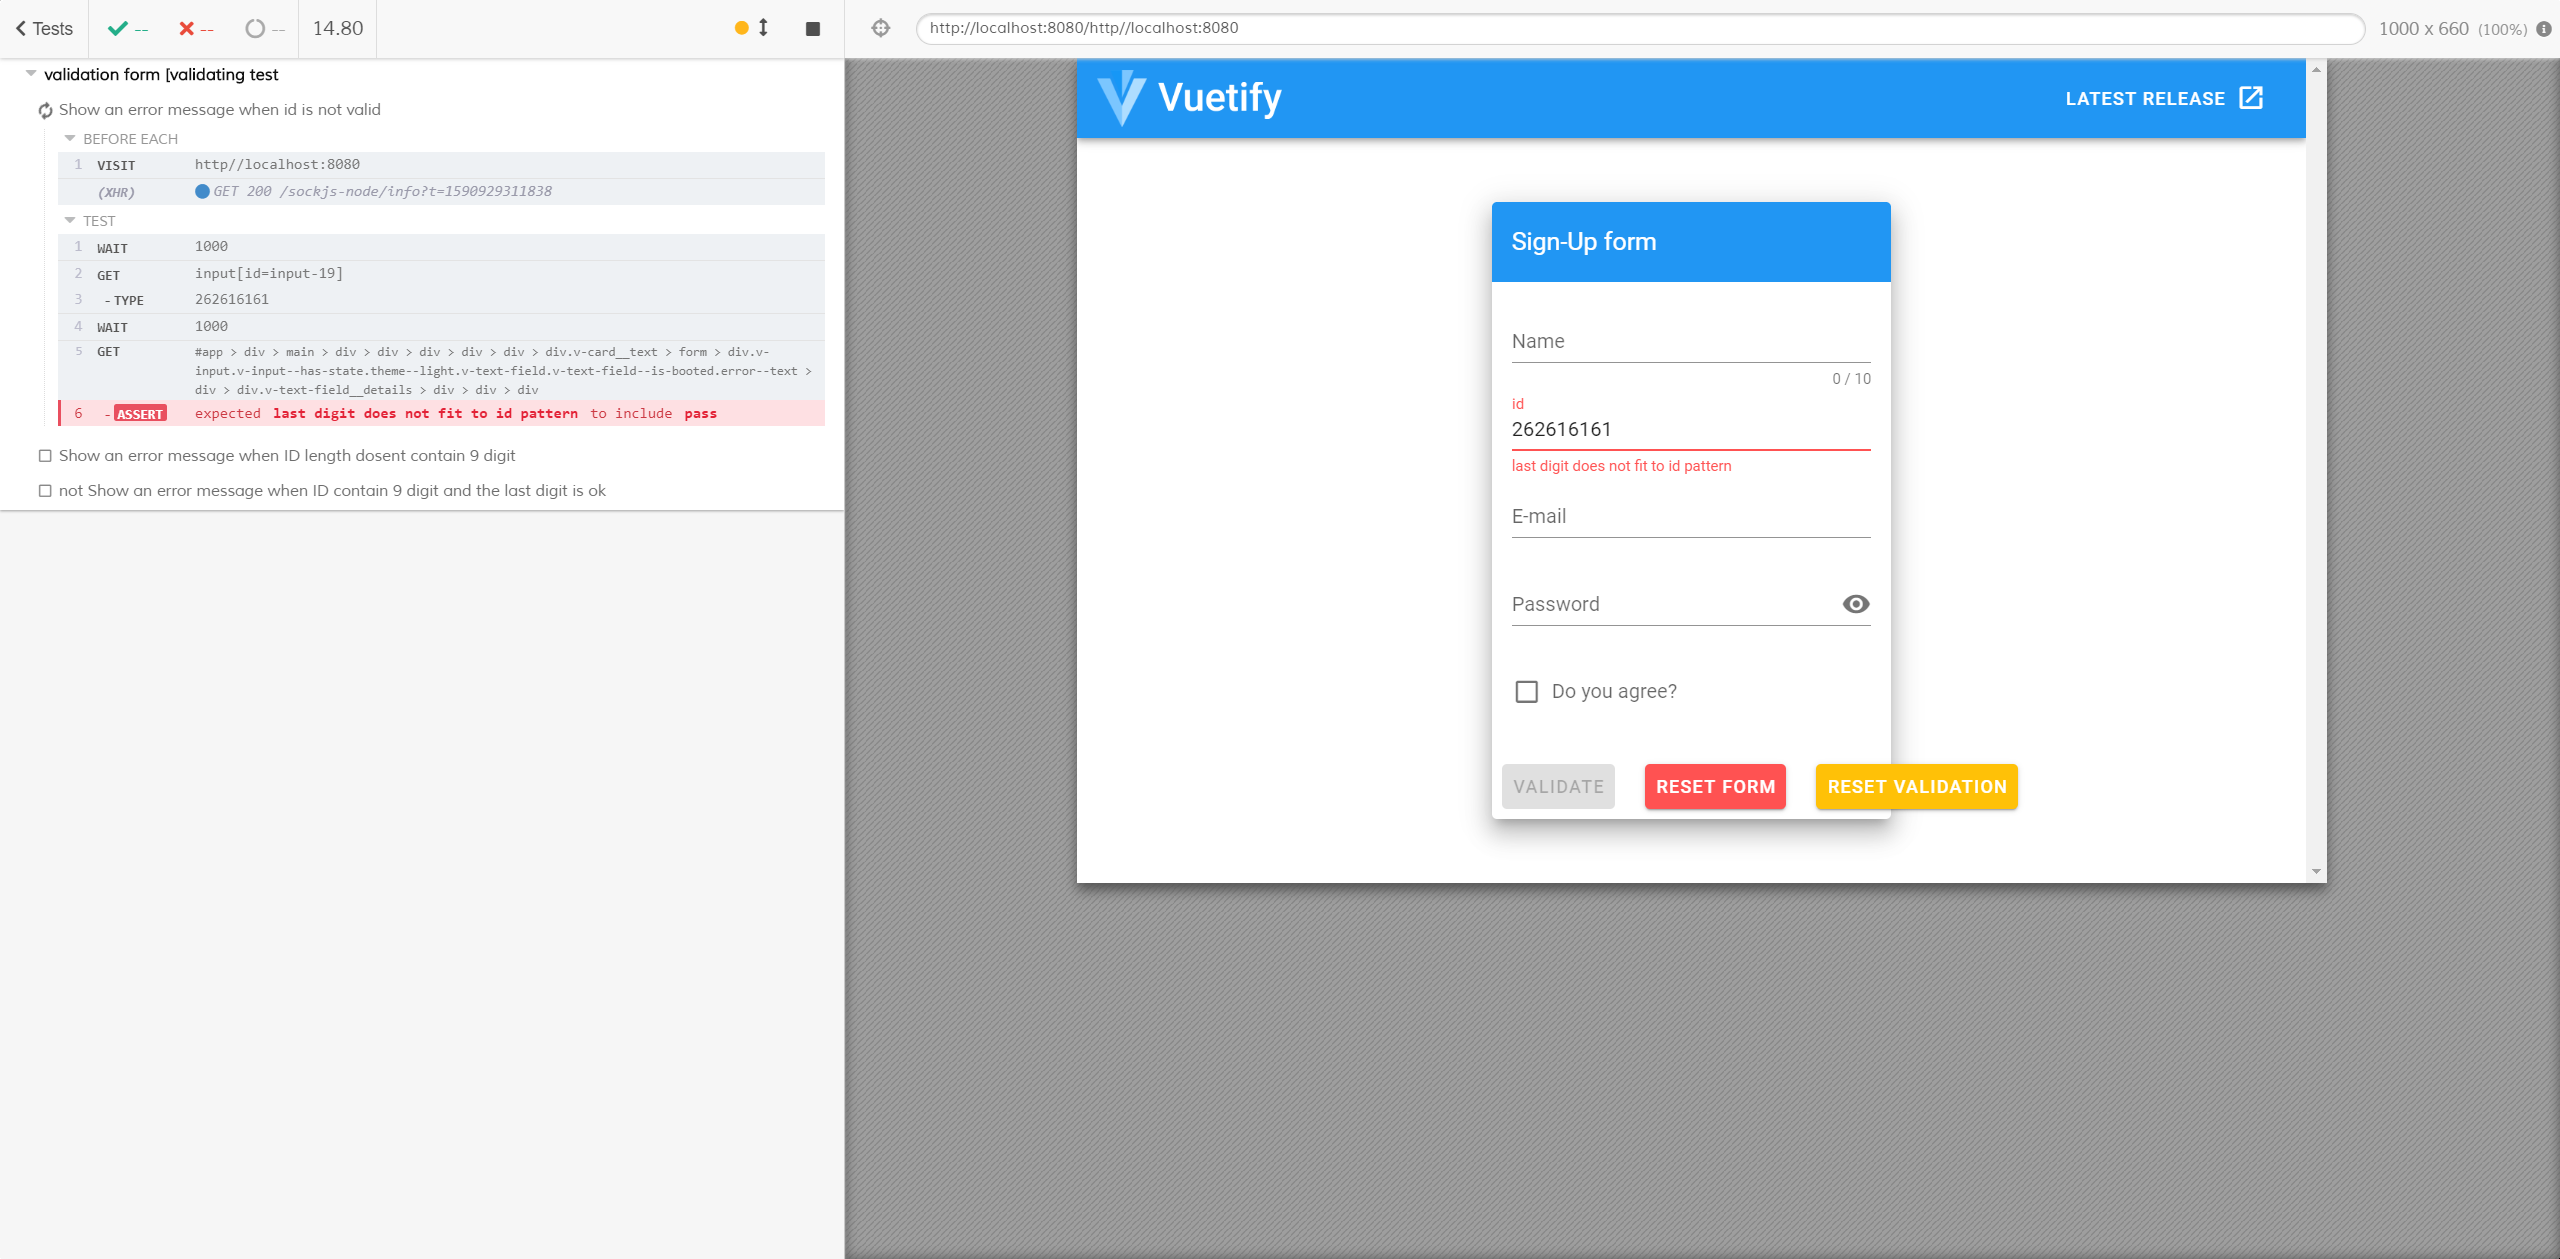 Tests -- -- -- 14.80
validation form [validating test
Show an error message when id is not valid
BEFORE EACH
1 VISIT http//localhost:8080
(XHR) GET 200 /sockjs-node/info?t=1590929311838
TEST
1 WAIT 1000
2 GET input[id=input-19]
3 -TYPE 262616161
4 WAIT 1000
5 GET #app > div > main > div > div > div > div > div > div.v-card__text > form > div.v-
input.v-input--has-state.theme--light.v-text-field.v-text-field--is-booted.error--text >
div > div.v-text-field__details > div > div > div
6 -ASSERT expected last digit does not fit to id pattern to include pass
Show an error message when ID length dosent contain 9 digit
not Show an error message when ID contain 9 digit and the last digit is ok
http://localhost:8080/http//localhost:8080 1000 x 660 (100%)
Vuetify
LATEST RELEASE
Sign-Up form
Name
0 / 10
id
262616161
last digit does not fit to id pattern
E-mail
Password
Do you agree?
VALIDATE RESET FORM RESET VALIDATION